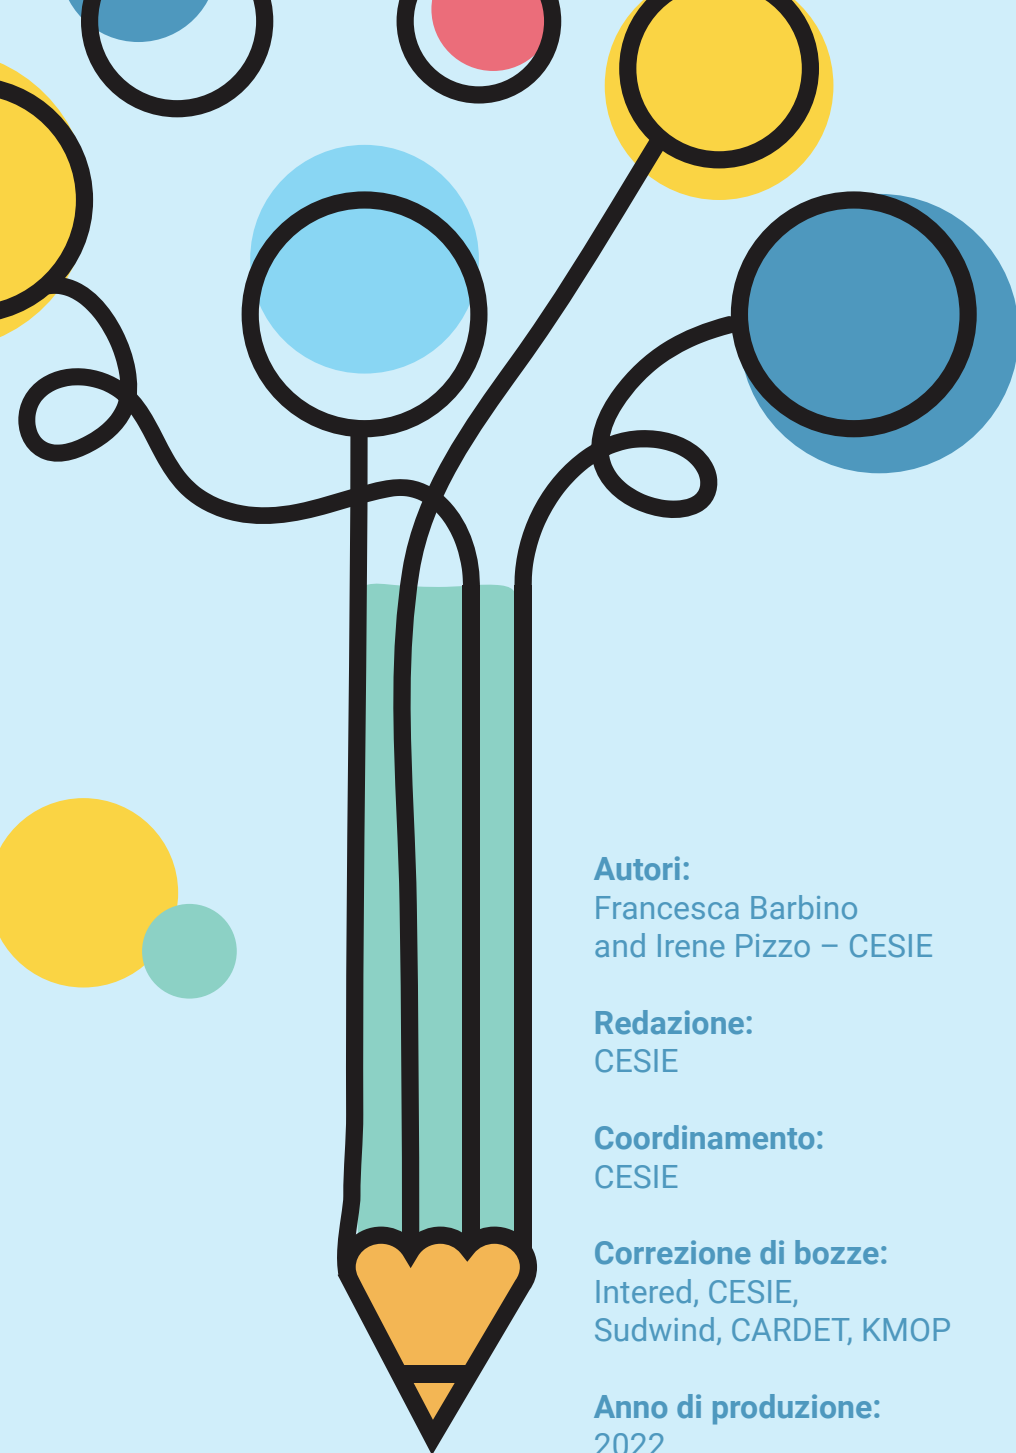 Autori:
Francesca Barbino
and Irene Pizzo – CESIE
Redazione:
CESIE
Coordinamento:
CESIE
Correzione di bozze:
Intered, CESIE,
Sudwind, CARDET, KMOP
Anno di produzione:
2022